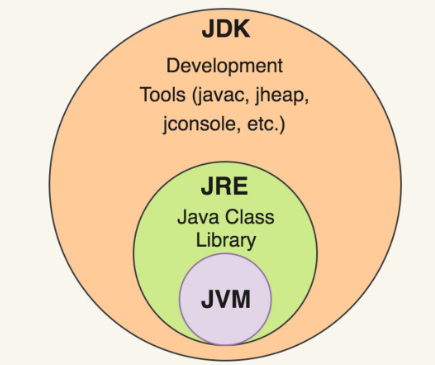 JDK
Development
Tools (javac, jheap,
jconsole, etc.)
JRE
Java Class
Library
JVM